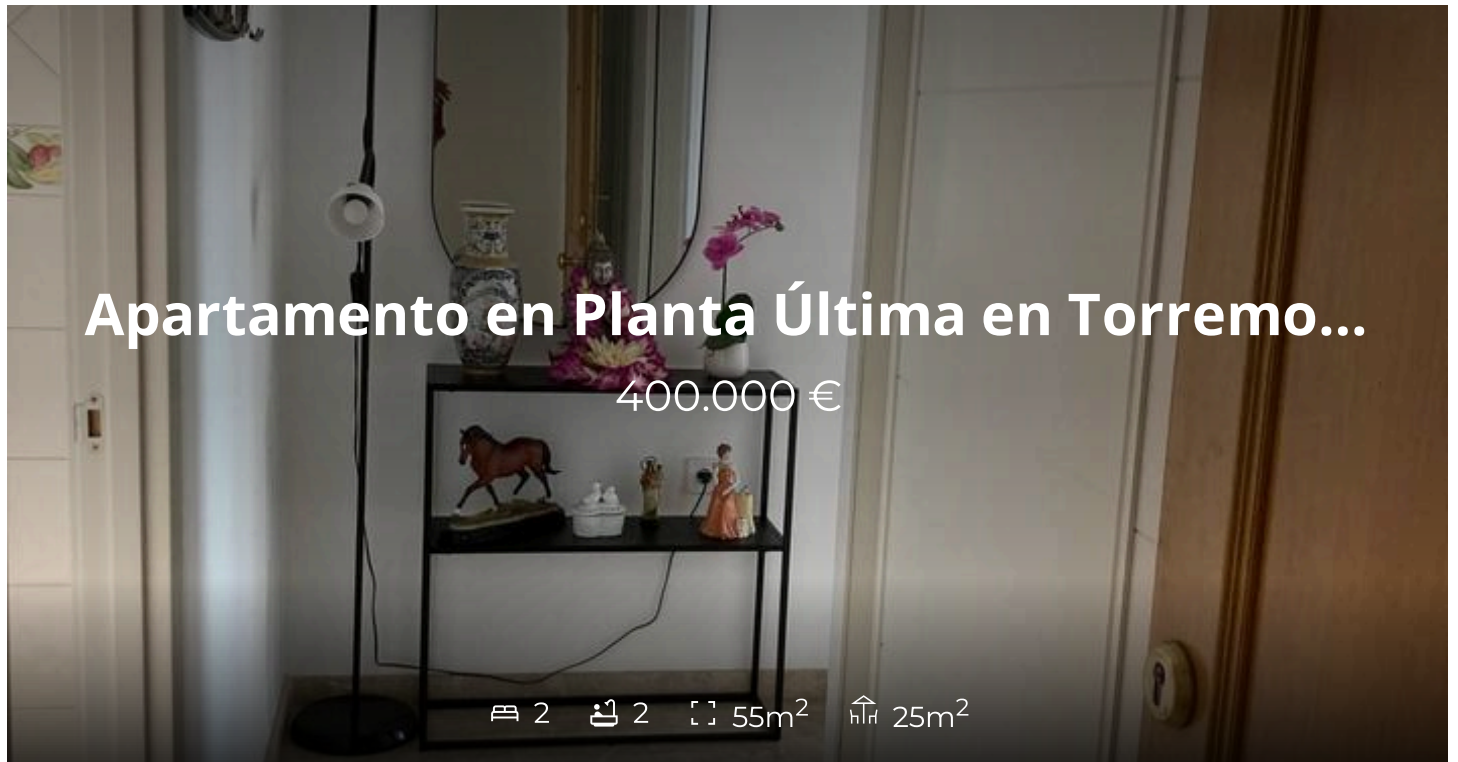 Apartamento en Planta Última en Torremo...
400.000 €
2 2 55m² 25m²